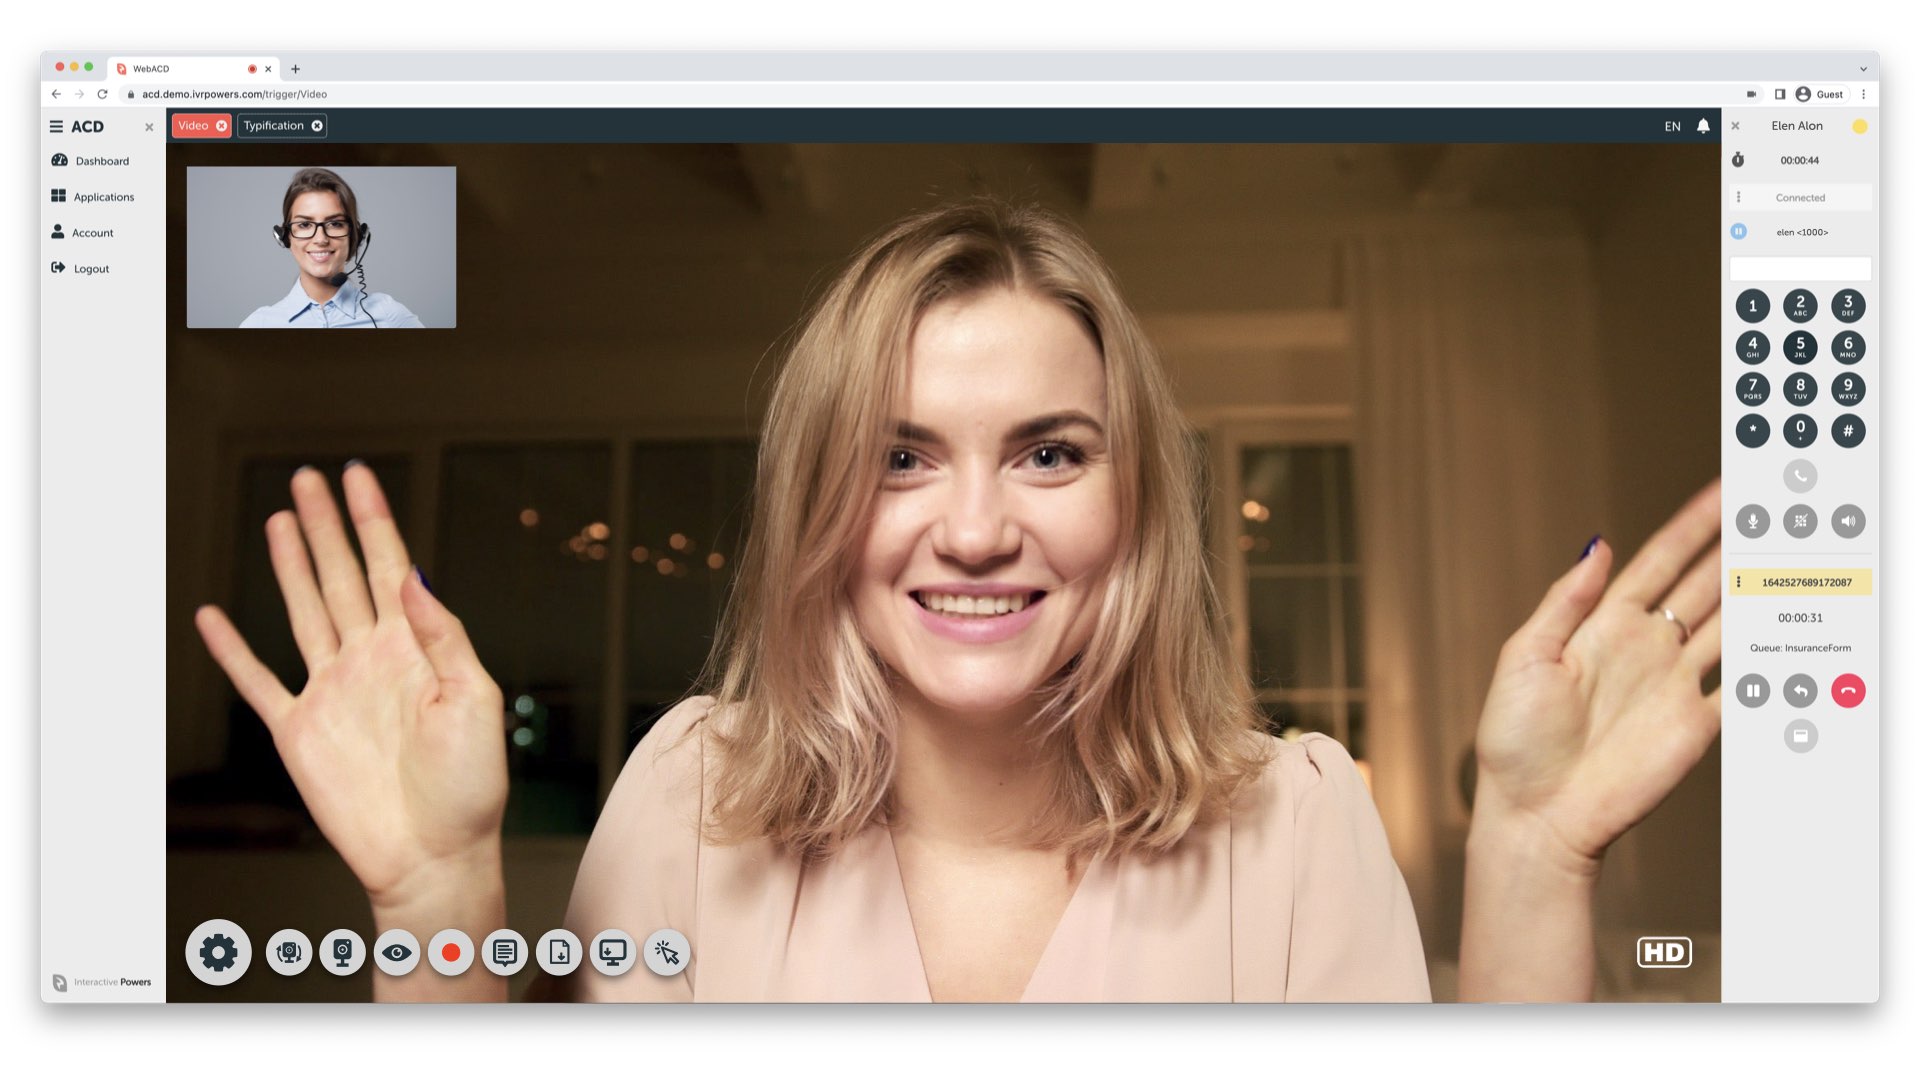 WebACD
acd.demo.ivrpowers.com/trigger/Video
Guest
ACD
Dashboard
Applications
Account
Logout
Interactive Powers
Video
Typification
EN
HD
Elen Alon
00:00:44
Connected
elen <1000>
1
2
ABC
3
DEF
4
GHI
5
JKL
6
MNO
7
PQRS
8
TUV
9
WXYZ
*
0
+
#
1642527689172087
00:00:31
Queue: InsuranceForm